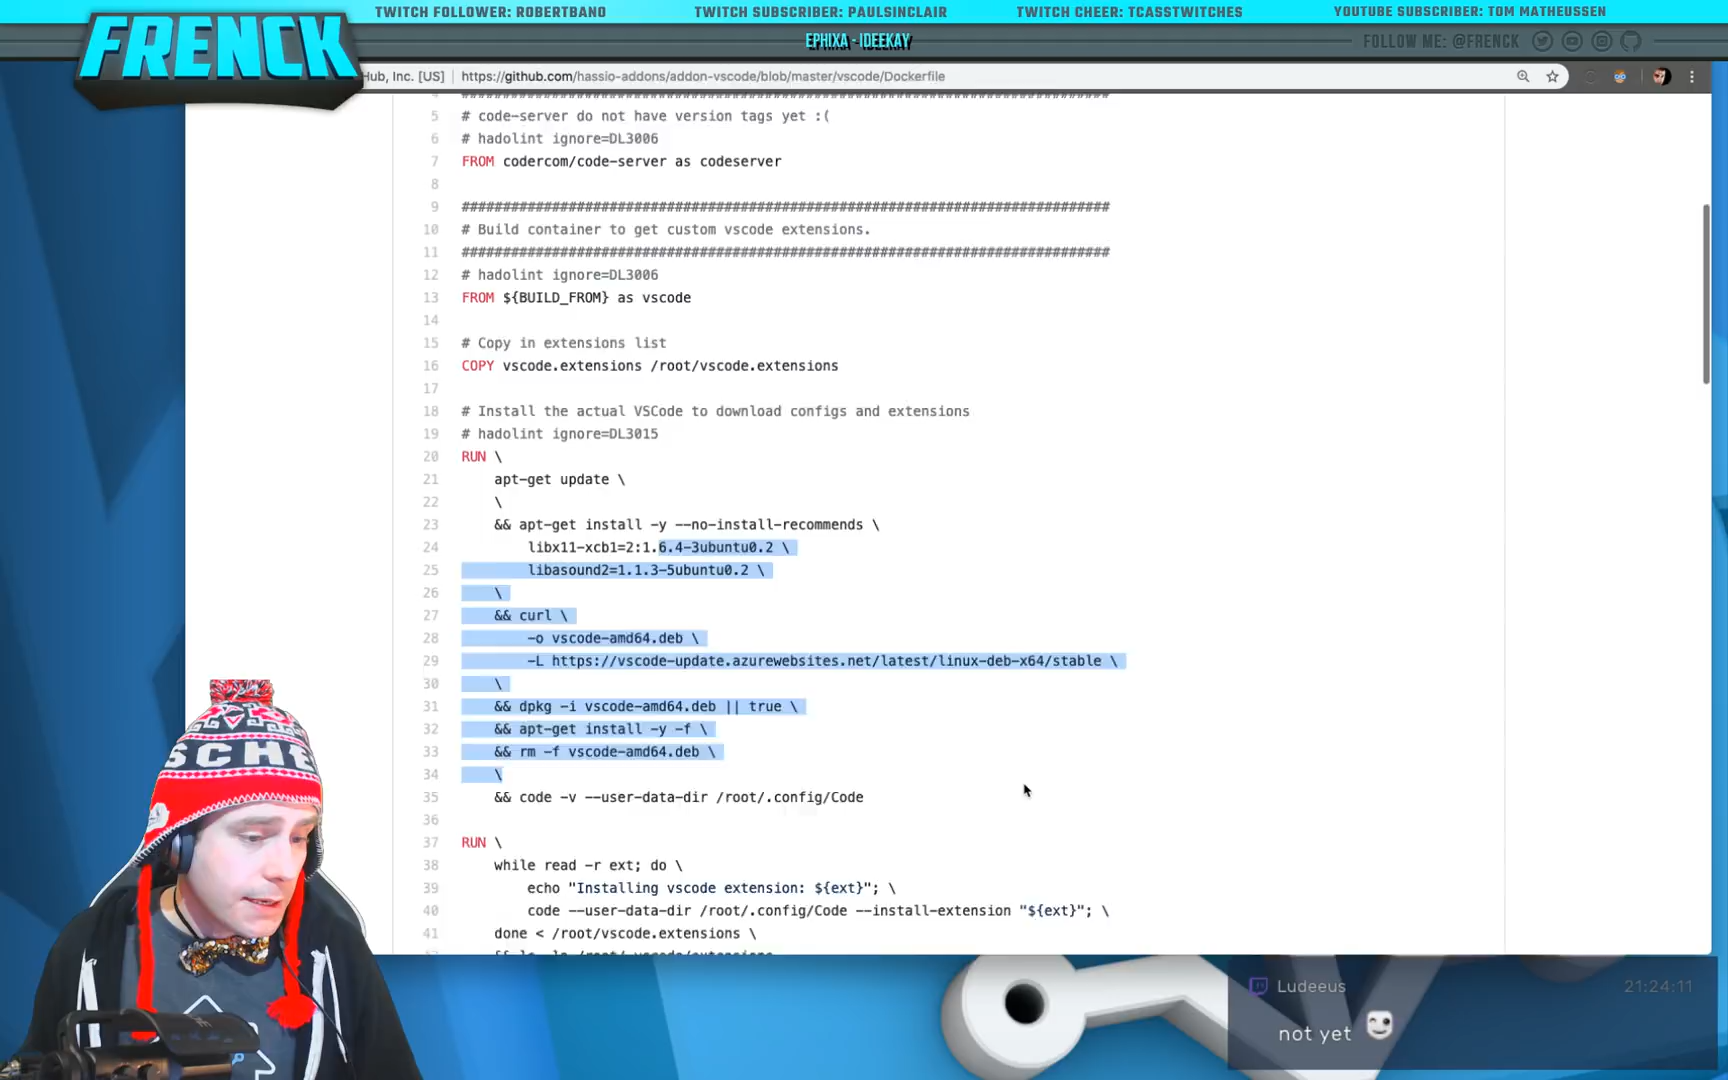 TWITCH FOLLOWER: ROBERTBANO
TWITCH SUBSCRIBER: PAULSINCLAIR
TWITCH CHEER: TCASSTWITCHES
YOUTUBE SUBSCRIBER: TOM MATHEUSSEN
FRENCK
EPHIXA - IDEEKAY
FOLLOW ME: @FRENCK
Hub, Inc. [US]
https://github.com/hassio-addons/addon-vscode/blob/master/vscode/Dockerfile
5 # code-server do not have version tags yet :(
6 # hadolint ignore=DL3006
7 FROM codercom/code-server as codeserver
8
9 ###############################################################################
10 # Build container to get custom vscode extensions.
11 ###############################################################################
12 # hadolint ignore=DL3006
13 FROM ${BUILD_FROM} as vscode
14
15 # Copy in extensions list
16 COPY vscode.extensions /root/vscode.extensions
17
18 # Install the actual VSCode to download configs and extensions
19 # hadolint ignore=DL3015
20 RUN \
21 apt-get update \
22 \
23 && apt-get install -y --no-install-recommends \
24 libx11-xcb1=2:1.6.4-3ubuntu0.2 \
25 libasound2=1.1.3-5ubuntu0.2 \
26 \
27 && curl \
28 -o vscode-amd64.deb \
29 -L https://vscode-update.azurewebsites.net/latest/linux-deb-x64/stable \
30 \
31 && dpkg -i vscode-amd64.deb || true \
32 && apt-get install -y -f \
33 && rm -f vscode-amd64.deb \
34 \
35 && code -v --user-data-dir /root/.config/Code
36
37 RUN \
38 while read -r ext; do \
39 echo "Installing vscode extension: ${ext}"; \
40 code --user-data-dir /root/.config/Code --install-extension "${ext}"; \
41 done < /root/vscode.extensions \
SCHE
Ludeeus
21:24:11
not yet